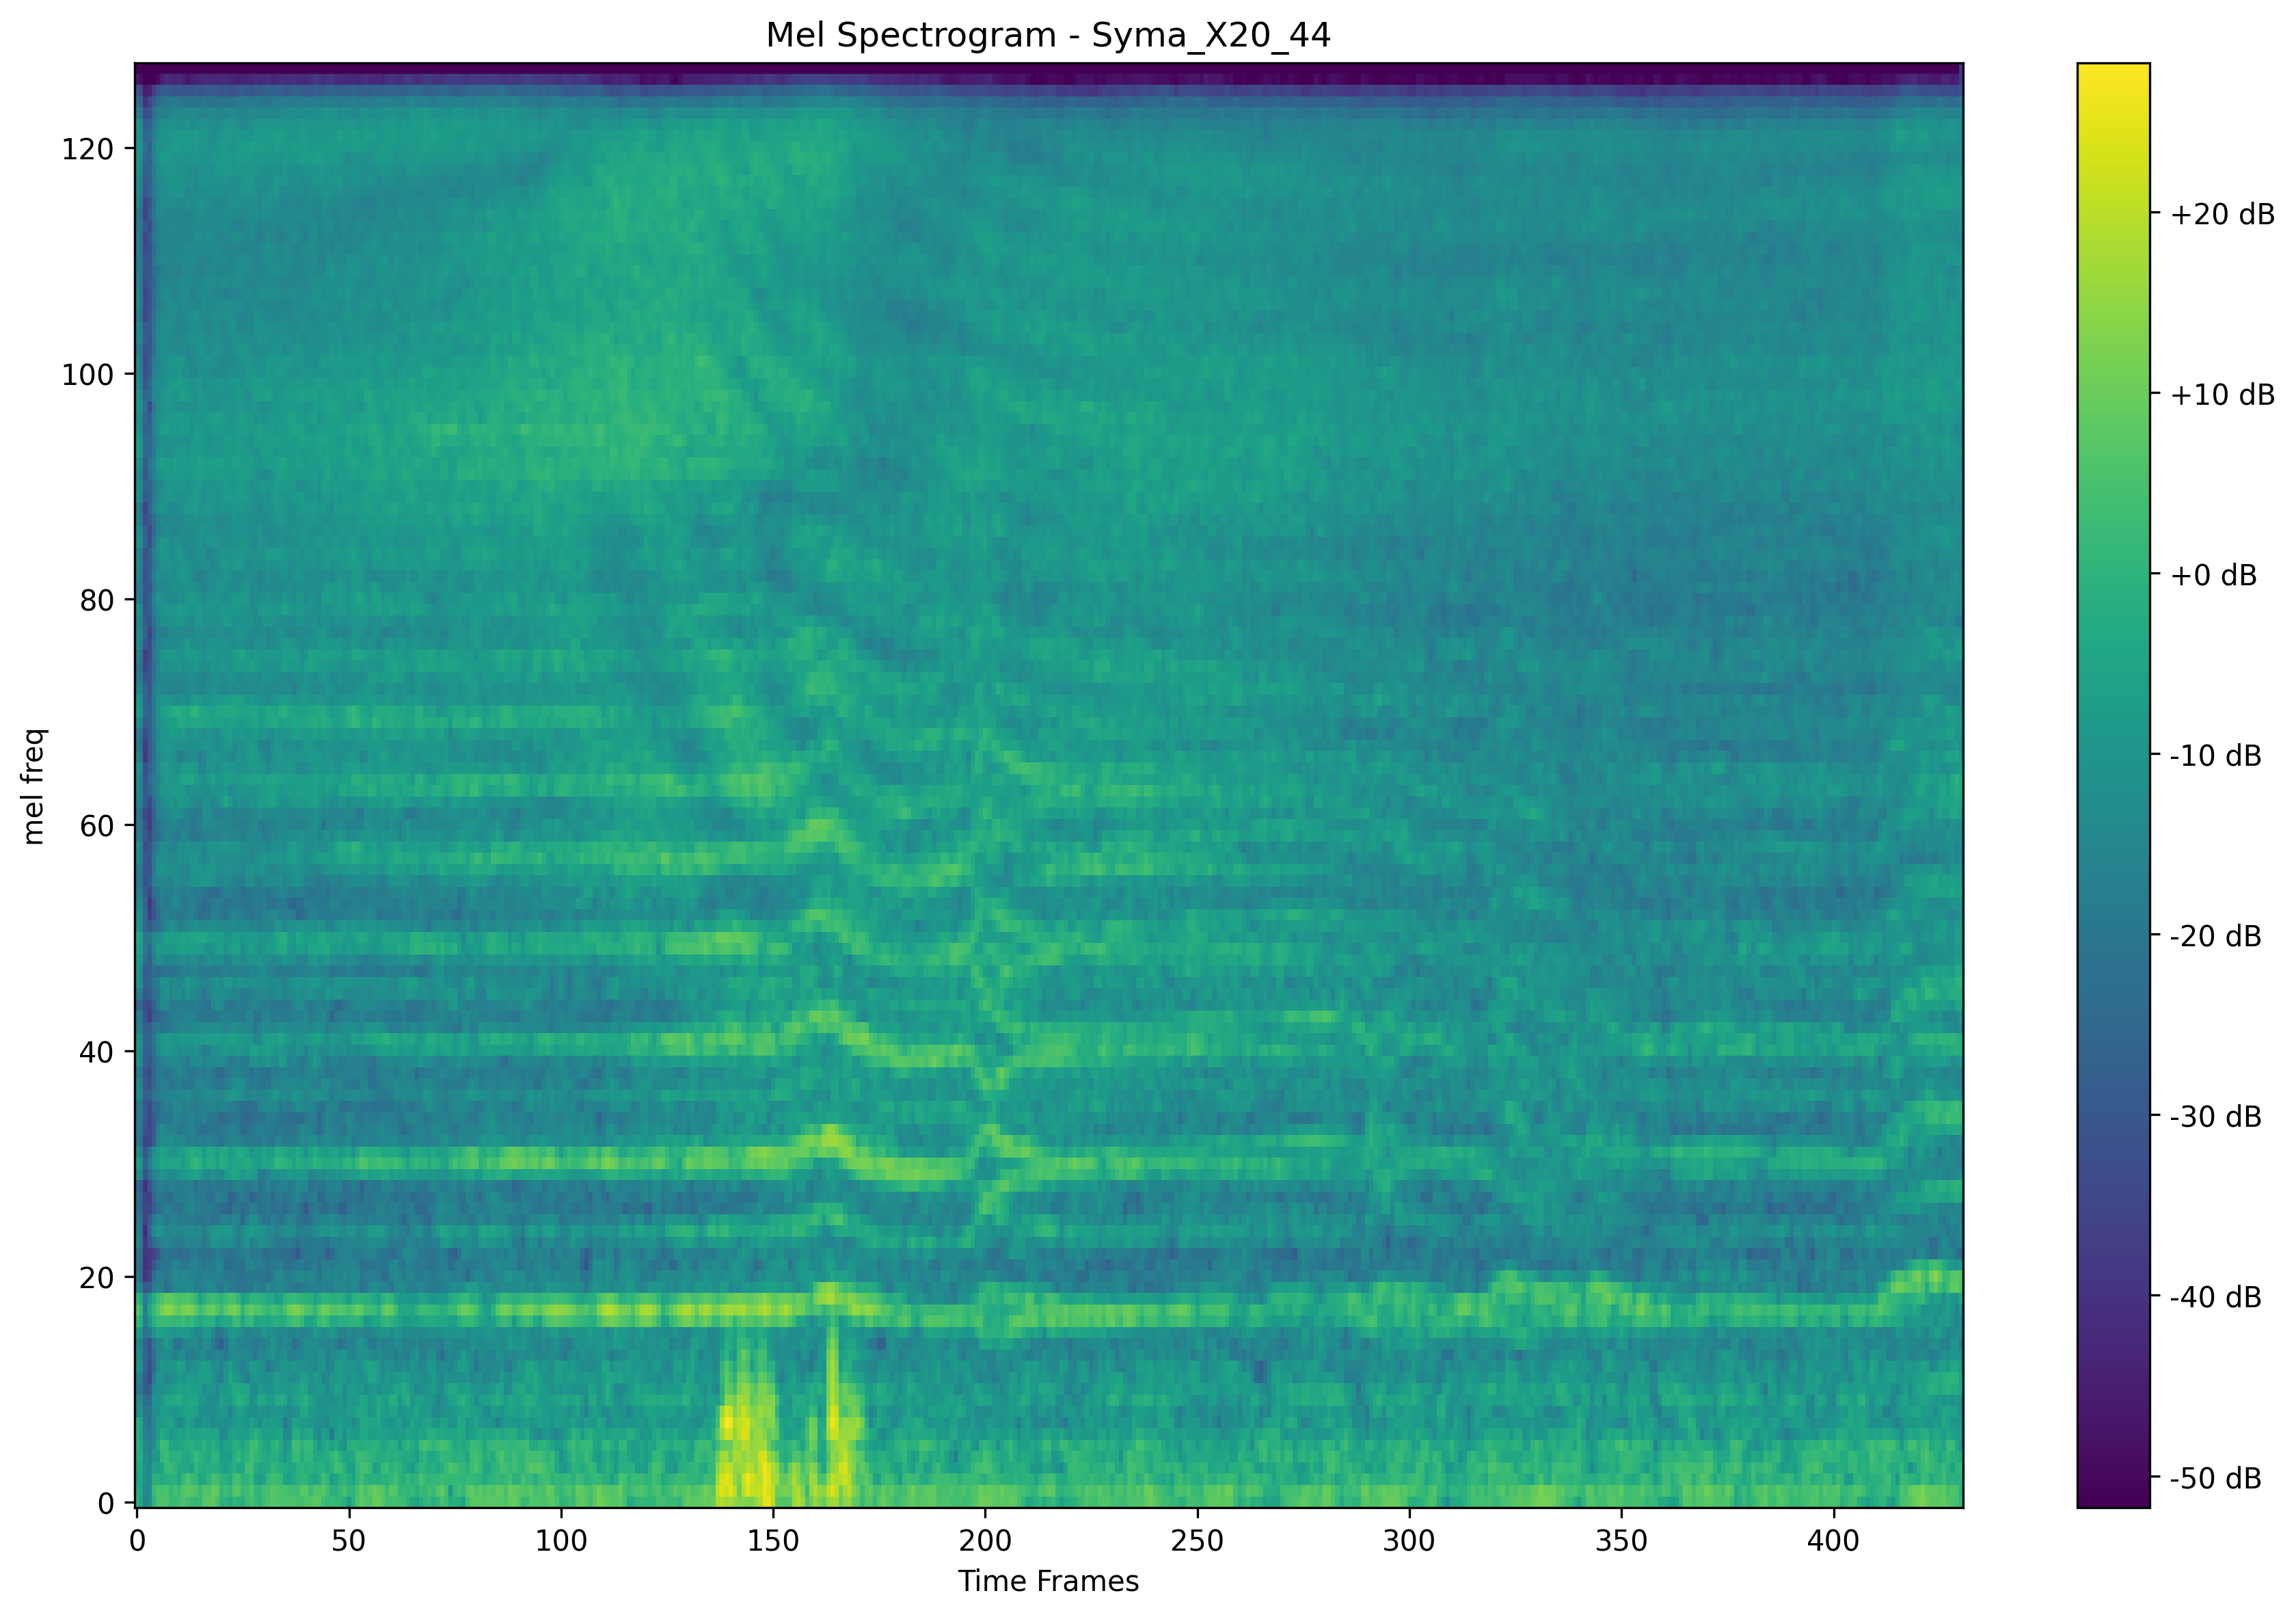 Mel Spectrogram - Syma_X20_44
mel freq
120
100
80
60
40
20
0
0 50 100 150 200 250 300 350 400
Time Frames
+20 dB
+10 dB
+0 dB
-10 dB
-20 dB
-30 dB
-40 dB
-50 dB